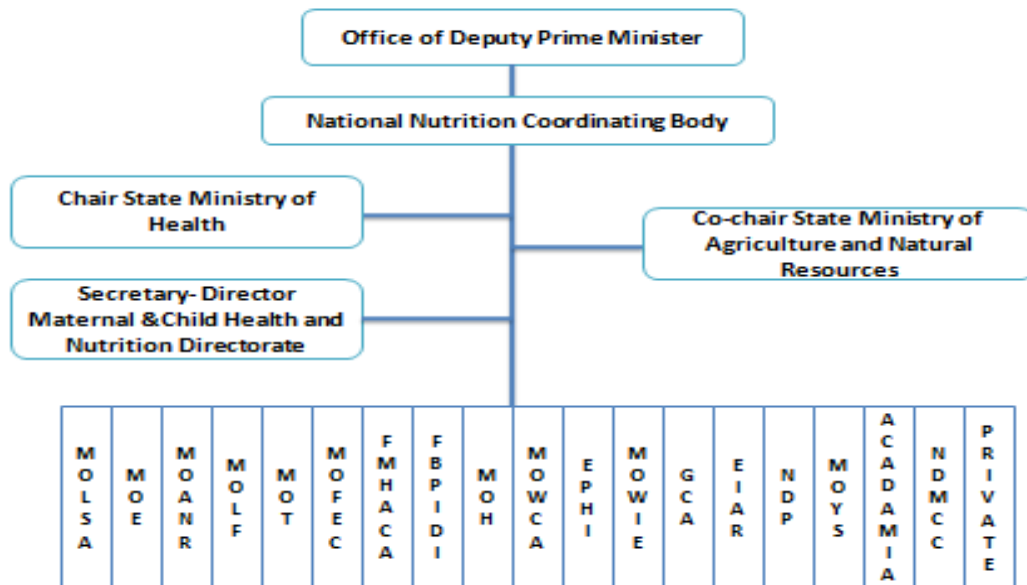 Office of Deputy Prime Minister
National Nutrition Coordinating Body
Chair State Ministry of
Health
Co-chair State Ministry of
Agriculture and Natural
Resources
Secretary- Director
Maternal &Child Health and
Nutrition Directorate
MOLSA
MOE
MOANR
MOLF
MOT
MOFEC
FMHACA
FBPIDI
MOH
MOWCA
EPHI
MOWIE
GCA
EIAR
NDP
MOYS
ACADAMIA
NDMCC
PRIVATE